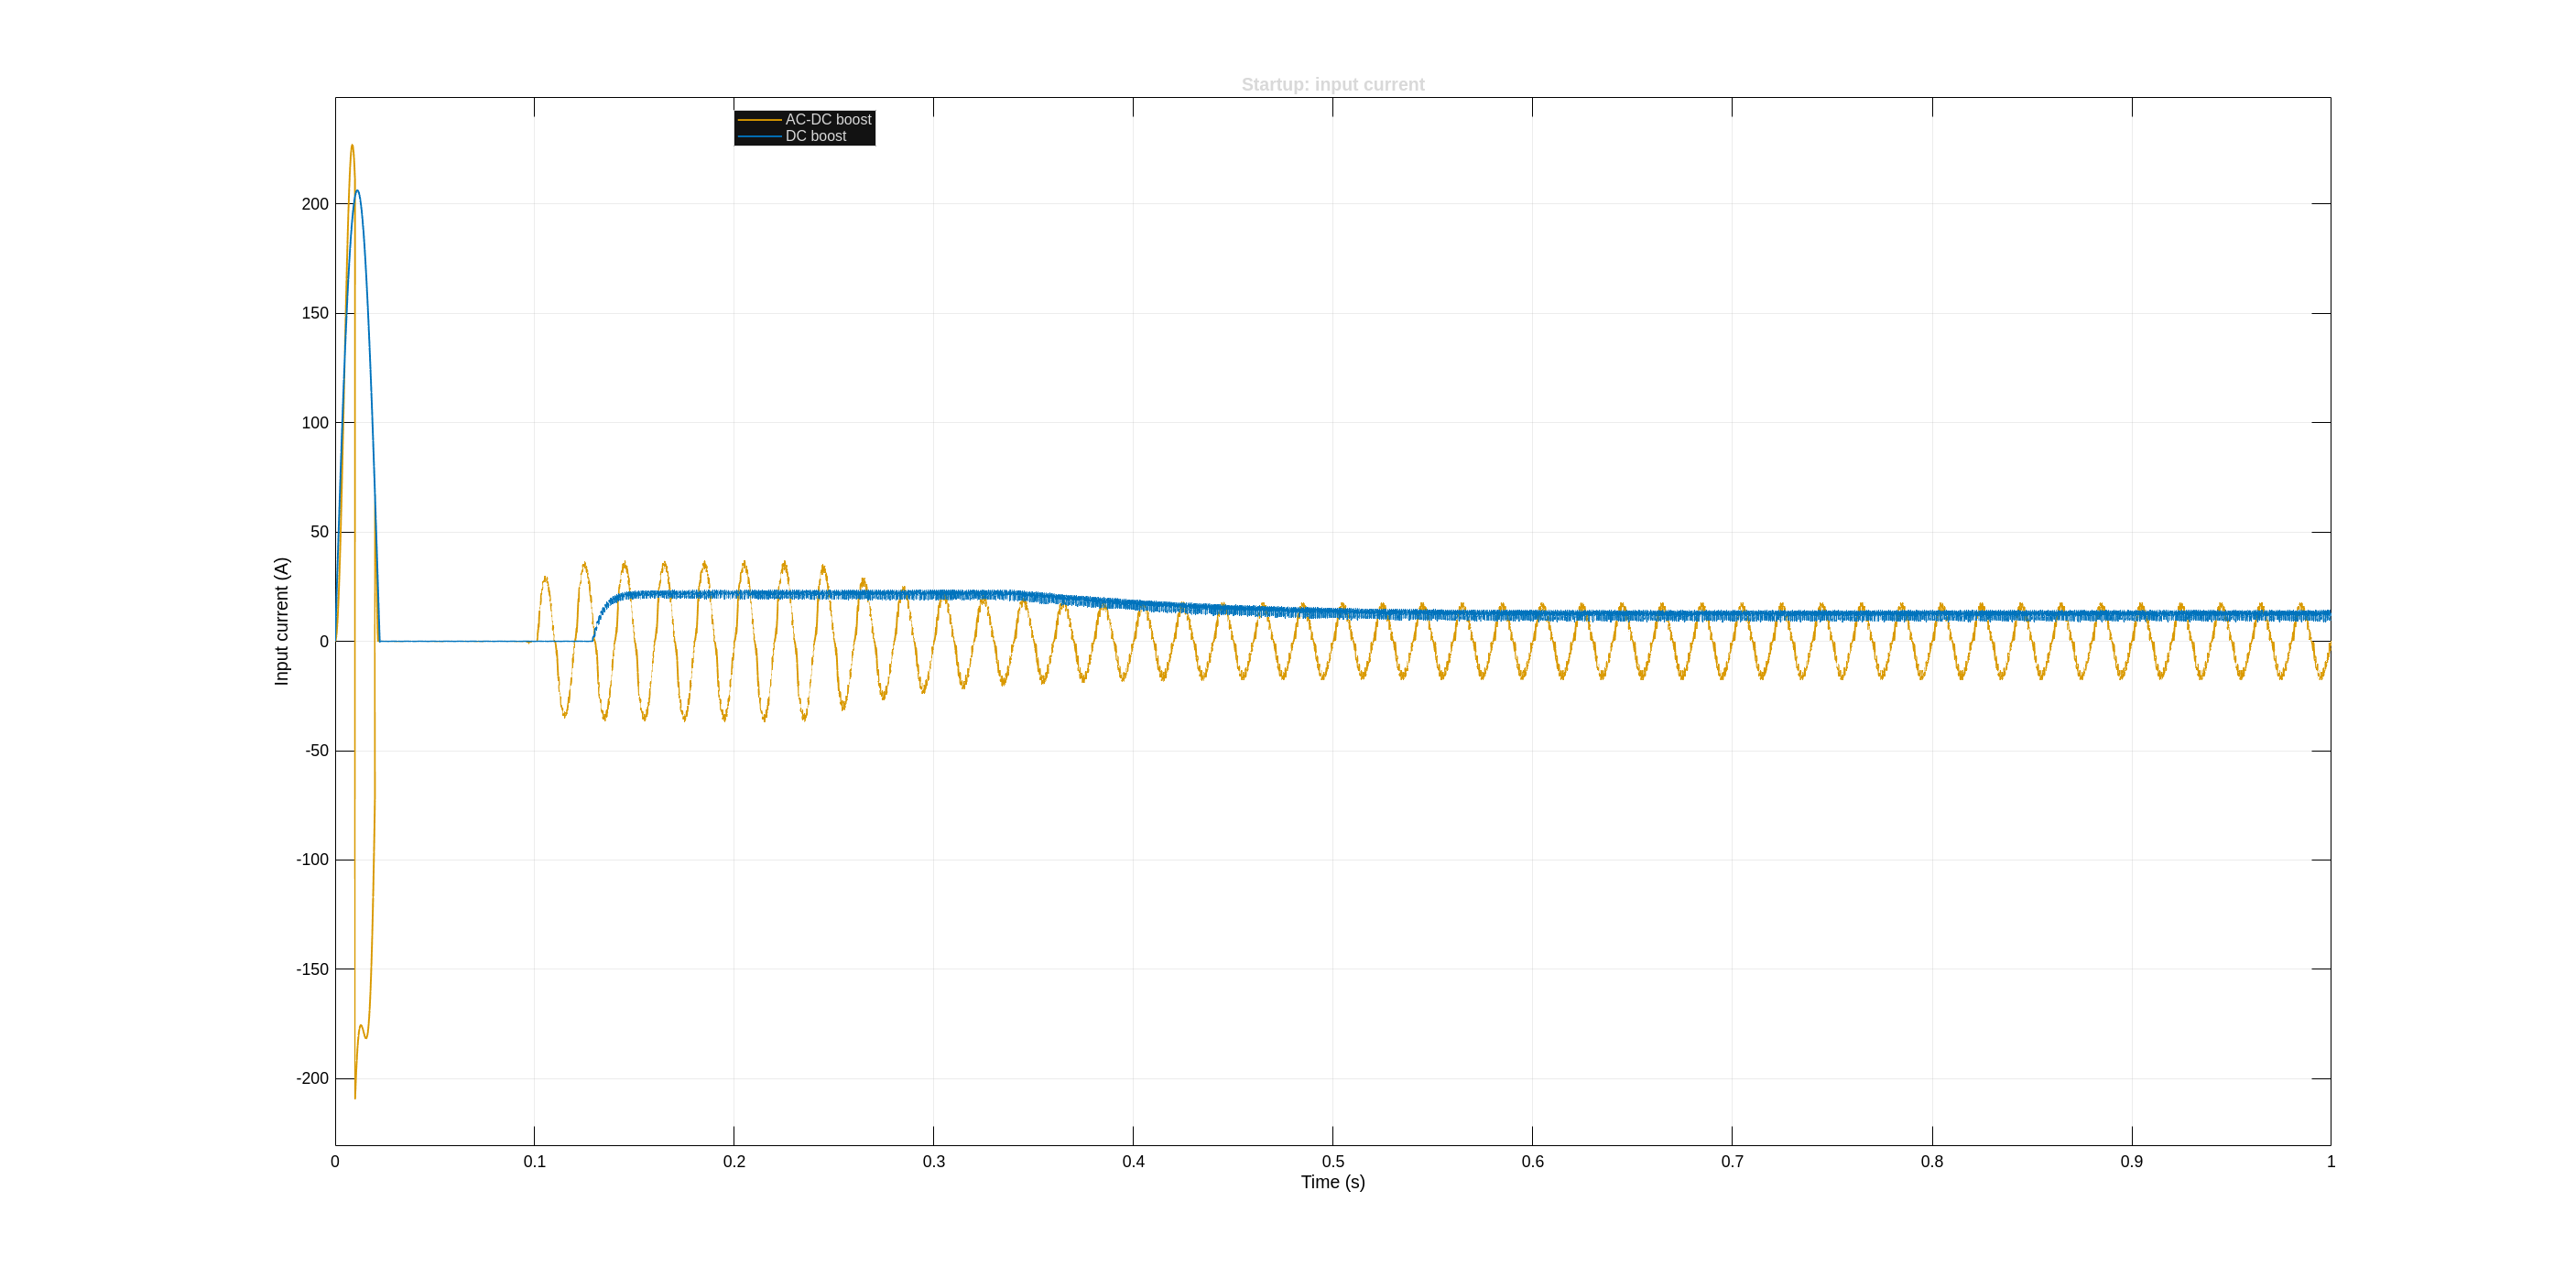 Startup: input current
AC-DC boost
DC boost
Input current (A)
200
150
100
50
0
-50
-100
-150
-200
0 0.1 0.2 0.3 0.4 0.5 0.6 0.7 0.8 0.9 1
Time (s)